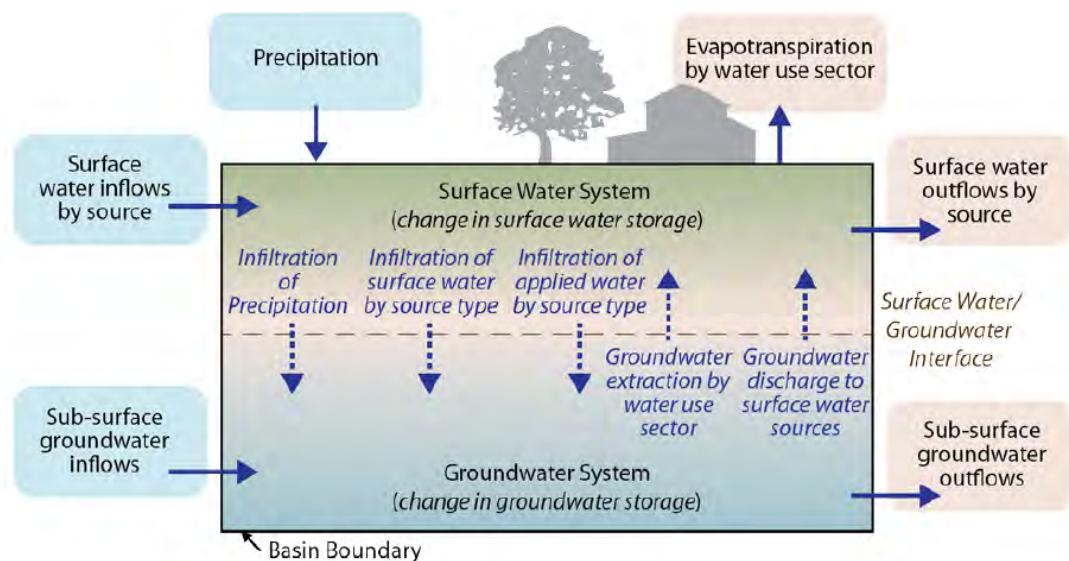 Precipitation
Evapotranspiration
by water use sector
Surface
water inflows
by source
Surface Water System
(change in surface water storage)
Surface water
outflows by
source
Infiltration
of
Precipitation
Infiltration of
surface water
by source type
Infiltration of
applied water
by source type
Surface Water/
Groundwater
Interface
Groundwater
extraction by
water use
sector
Groundwater
discharge to
surface water
sources
Sub-surface
groundwater
inflows
Groundwater System
(change in groundwater storage)
Sub-surface
groundwater
outflows
Basin Boundary